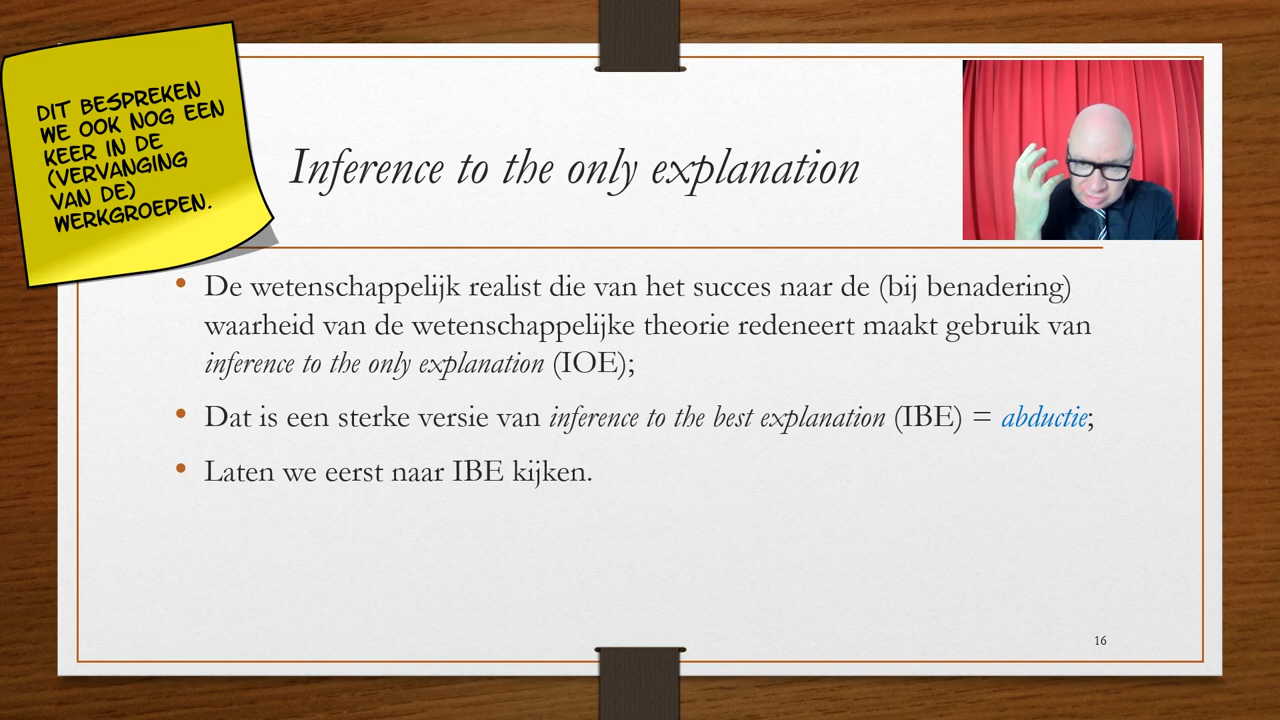 DIT BESPREKEN
WE OOK NOG EEN
KEER IN DE
(VERVANGING
VAN DE)
WERKGROEPEN.
Inference to the only explanation
• De wetenschappelijk realist die van het succes naar de (bij benadering)
waarheid van de wetenschappelijke theorie redeneert maakt gebruik van
inference to the only explanation (IOE);
• Dat is een sterke versie van inference to the best explanation (IBE) = abductie;
• Laten we eerst naar IBE kijken.
16